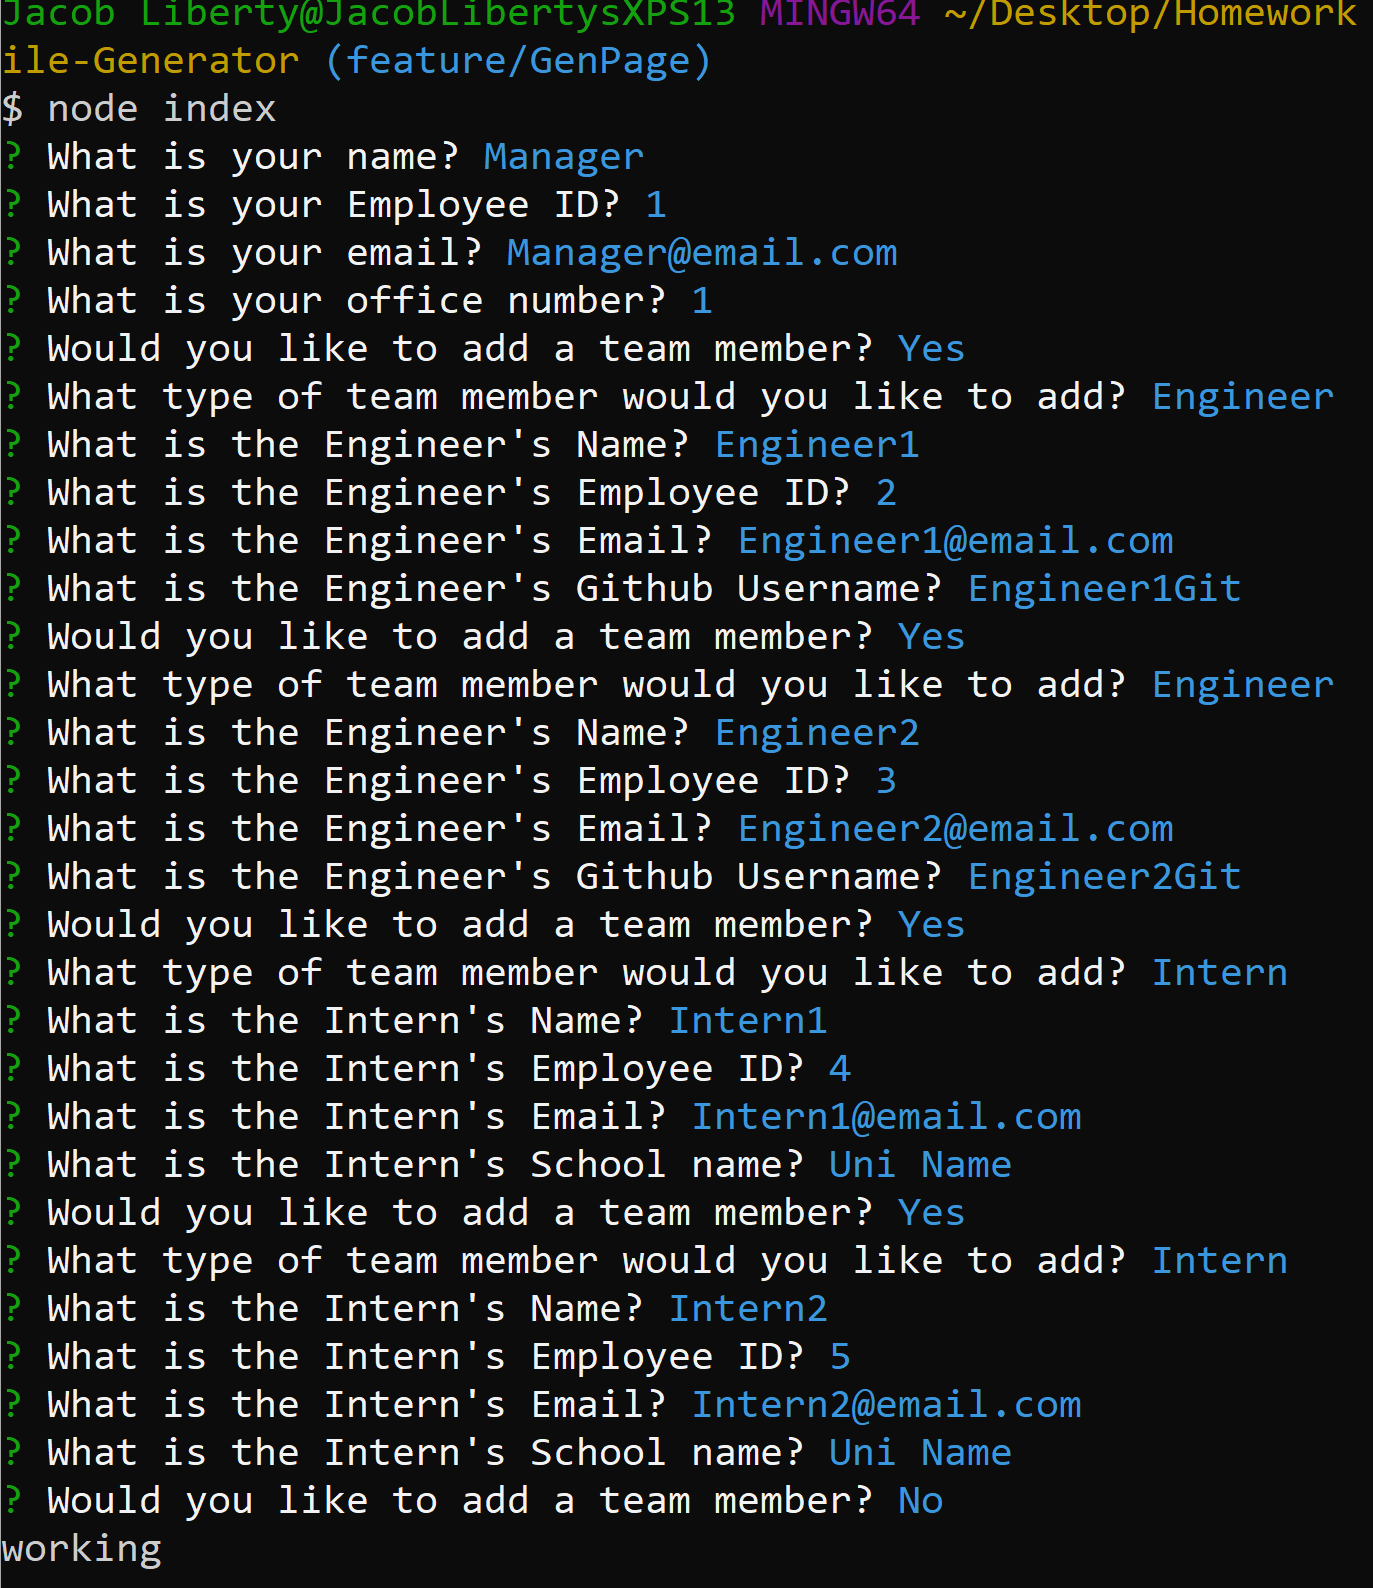 Jacob Liberty@JacobLibertysXPS13 MINGW64 ~/Desktop/Homework
ile-Generator (feature/GenPage)
$ node index
? What is your name? Manager
? What is your Employee ID? 1
? What is your email? Manager@email.com
? What is your office number? 1
? Would you like to add a team member? Yes
? What type of team member would you like to add? Engineer
? What is the Engineer's Name? Engineer1
? What is the Engineer's Employee ID? 2
? What is the Engineer's Email? Engineer1@email.com
? What is the Engineer's Github Username? Engineer1Git
? Would you like to add a team member? Yes
? What type of team member would you like to add? Engineer
? What is the Engineer's Name? Engineer2
? What is the Engineer's Employee ID? 3
? What is the Engineer's Email? Engineer2@email.com
? What is the Engineer's Github Username? Engineer2Git
? Would you like to add a team member? Yes
? What type of team member would you like to add? Intern
? What is the Intern's Name? Intern1
? What is the Intern's Employee ID? 4
? What is the Intern's Email? Intern1@email.com
? What is the Intern's School name? Uni Name
? Would you like to add a team member? Yes
? What type of team member would you like to add? Intern
? What is the Intern's Name? Intern2
? What is the Intern's Employee ID? 5
? What is the Intern's Email? Intern2@email.com
? What is the Intern's School name? Uni Name
? Would you like to add a team member? No
working